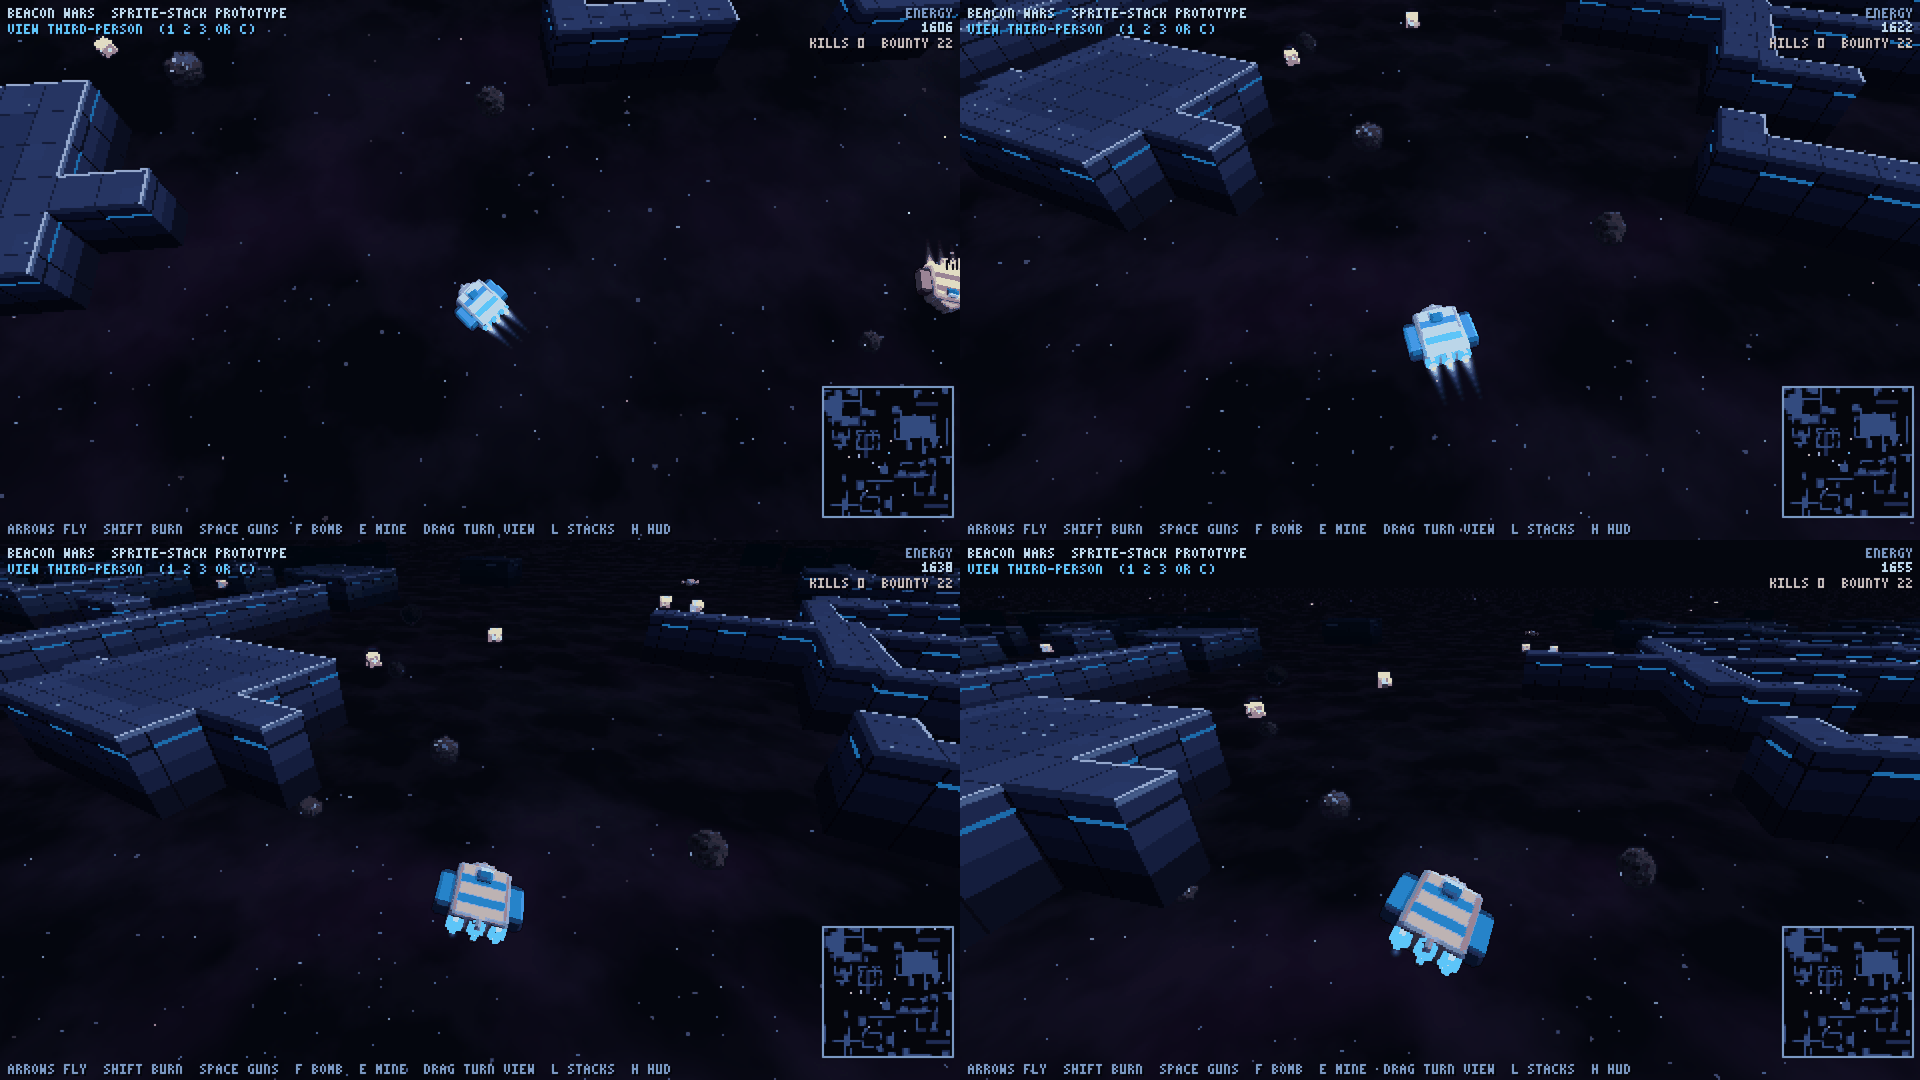 BEACON WARS SPRITE-STACK PROTOTYPE
VIEW THIRD-PERSON (1 2 3 OR C)
ENERGY
1606
KILLS 0 BOUNTY 22
ARROWS FLY SHIFT BURN SPACE GUNS F BOMB E MINE DRAG TURN VIEW L STACKS H HUD
BEACON WARS SPRITE-STACK PROTOTYPE
VIEW THIRD-PERSON (1 2 3 OR C)
ENERGY
1622
KILLS 0 BOUNTY 22
ARROWS FLY SHIFT BURN SPACE GUNS F BOMB E MINE DRAG TURN VIEW L STACKS H HUD
BEACON WARS SPRITE-STACK PROTOTYPE
VIEW THIRD-PERSON (1 2 3 OR C)
ENERGY
1638
KILLS 0 BOUNTY 22
ARROWS FLY SHIFT BURN SPACE GUNS F BOMB E MINE DRAG TURN VIEW L STACKS H HUD
BEACON WARS SPRITE-STACK PROTOTYPE
VIEW THIRD-PERSON (1 2 3 OR C)
ENERGY
1655
KILLS 0 BOUNTY 22
ARROWS FLY SHIFT BURN SPACE GUNS F BOMB E MINE DRAG TURN VIEW L STACKS H HUD